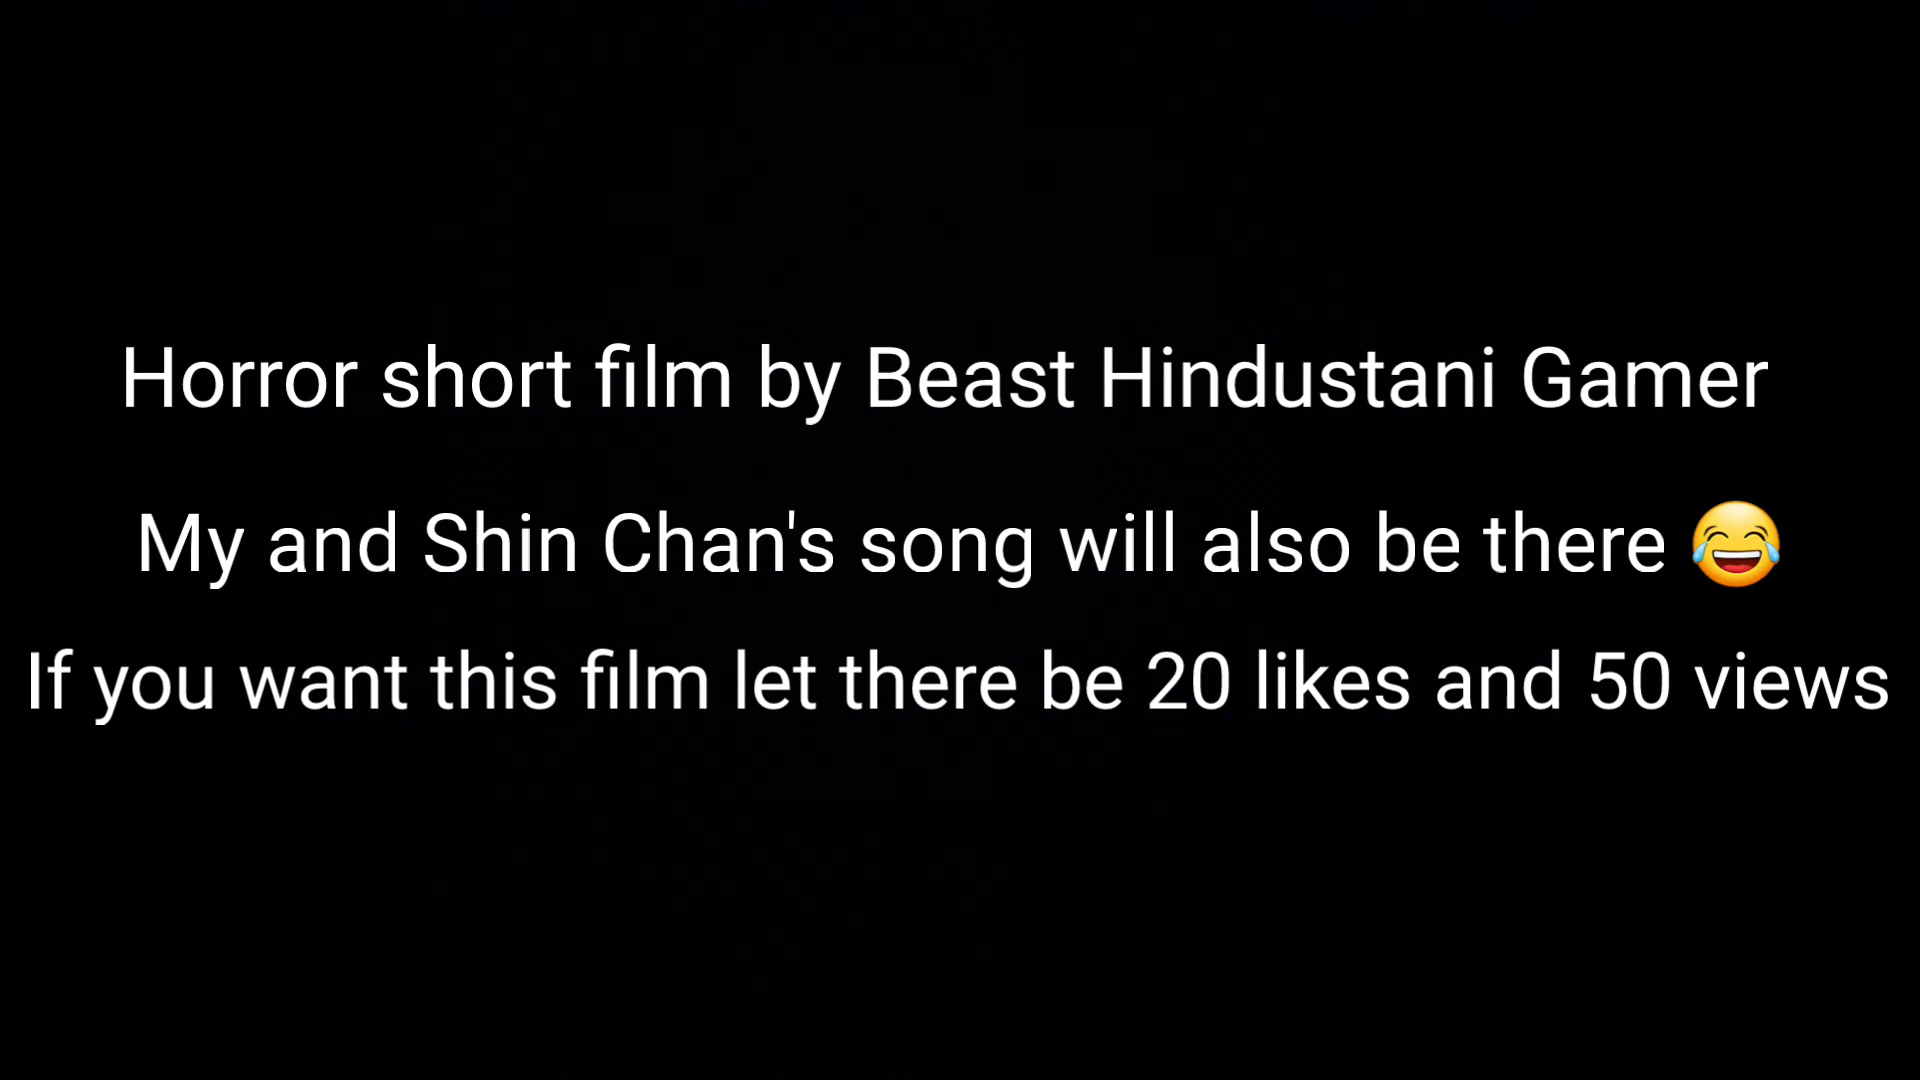 Horror short film by Beast Hindustani Gamer
My and Shin Chan's song will also be there 😂
If you want this film let there be 20 likes and 50 views